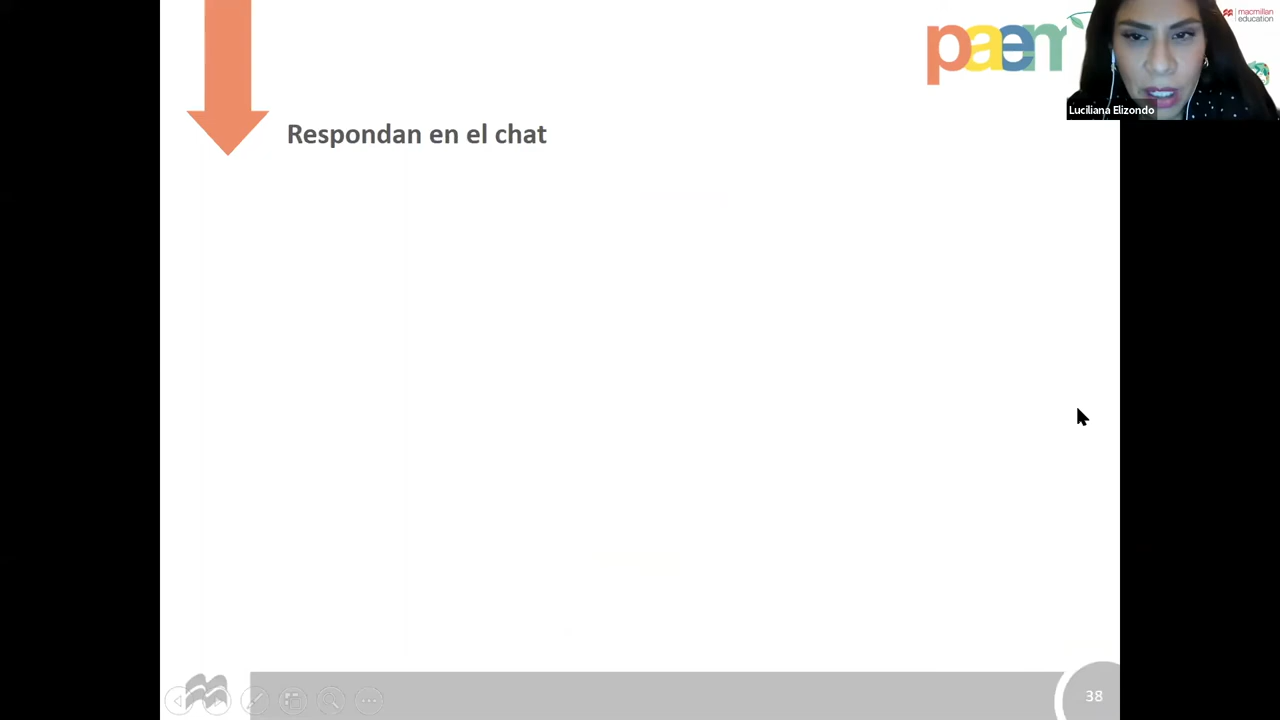 paem
macmillan
education
Luciliana Elizondo
Respondan en el chat
38